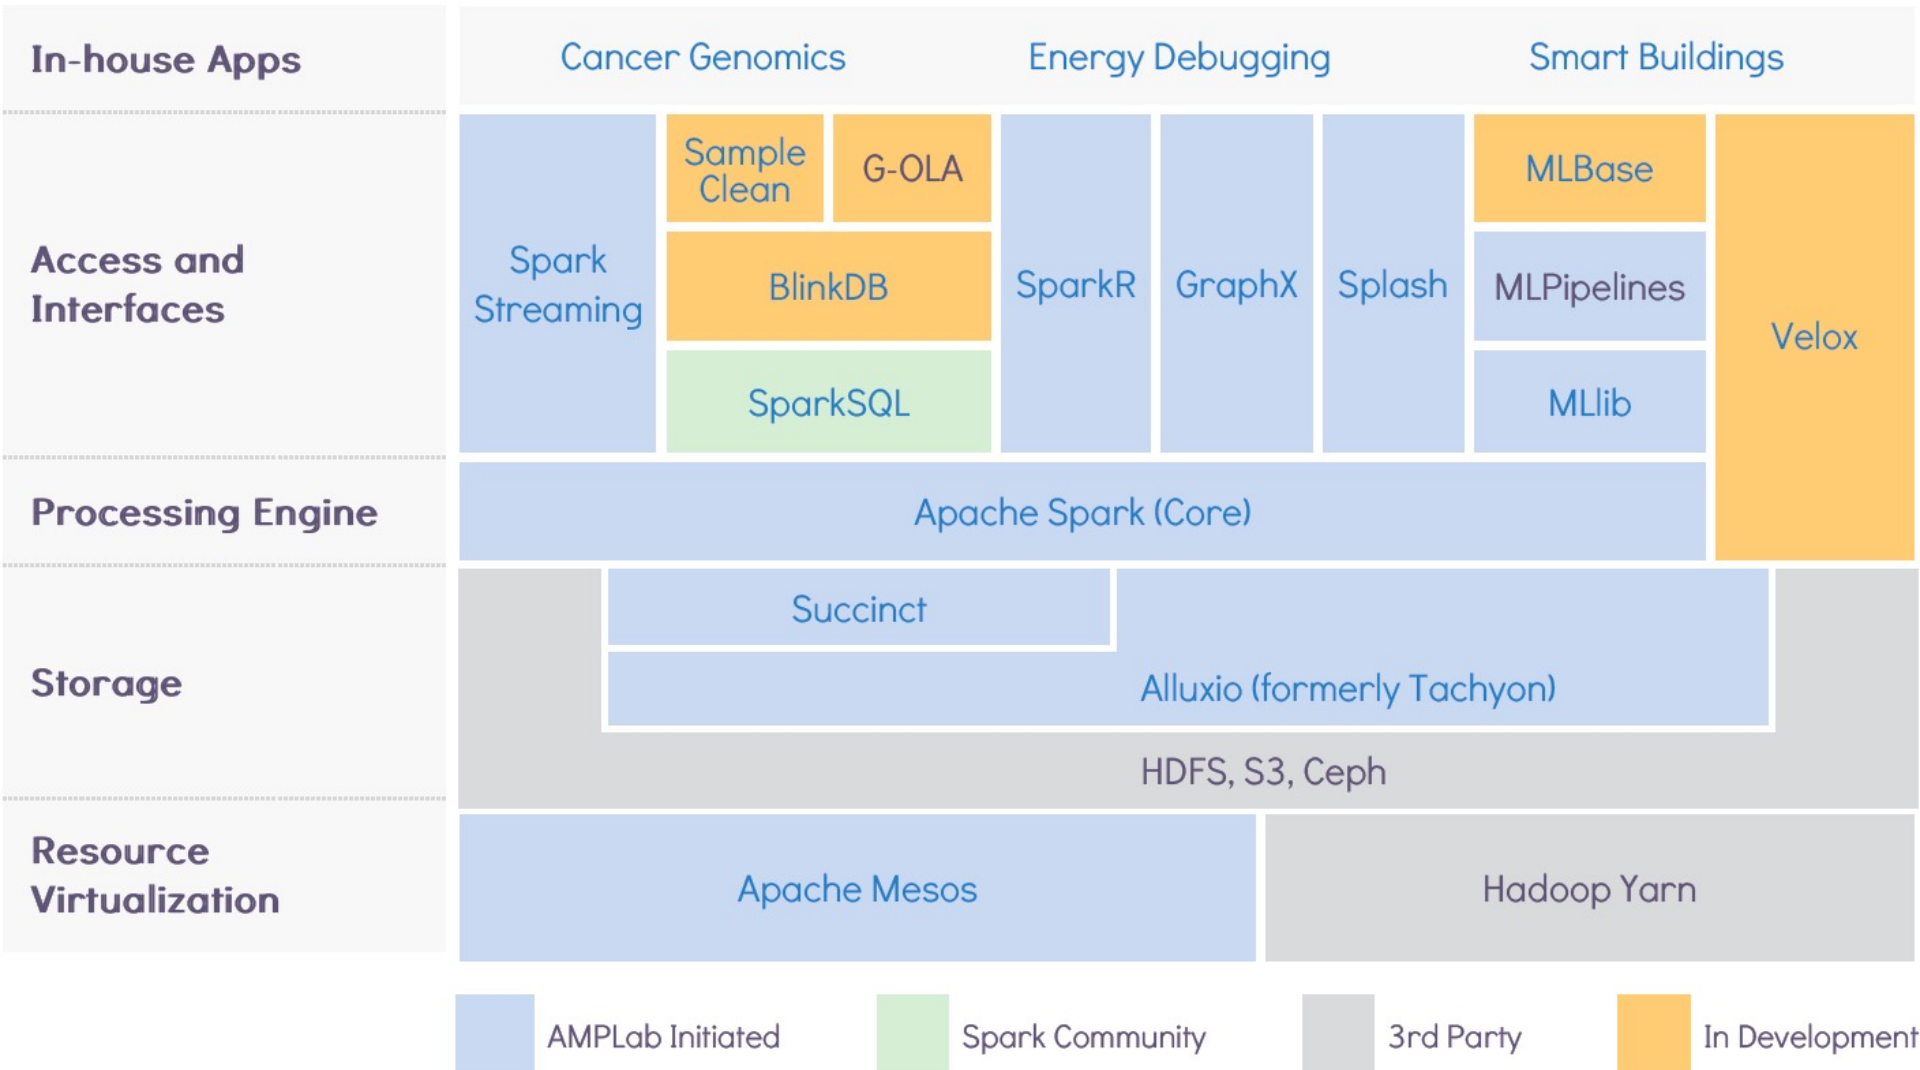 In-house Apps
Cancer Genomics
Energy Debugging
Smart Buildings
Access and
Interfaces
Spark
Streaming
Sample
Clean
G-OLA
BlinkDB
SparkSQL
SparkR
GraphX
Splash
MLBase
MLPipelines
MLlib
Velox
Processing Engine
Apache Spark (Core)
Storage
Succinct
Alluxio (formerly Tachyon)
HDFS, S3, Ceph
Resource
Virtualization
Apache Mesos
Hadoop Yarn
AMPLab Initiated
Spark Community
3rd Party
In Development